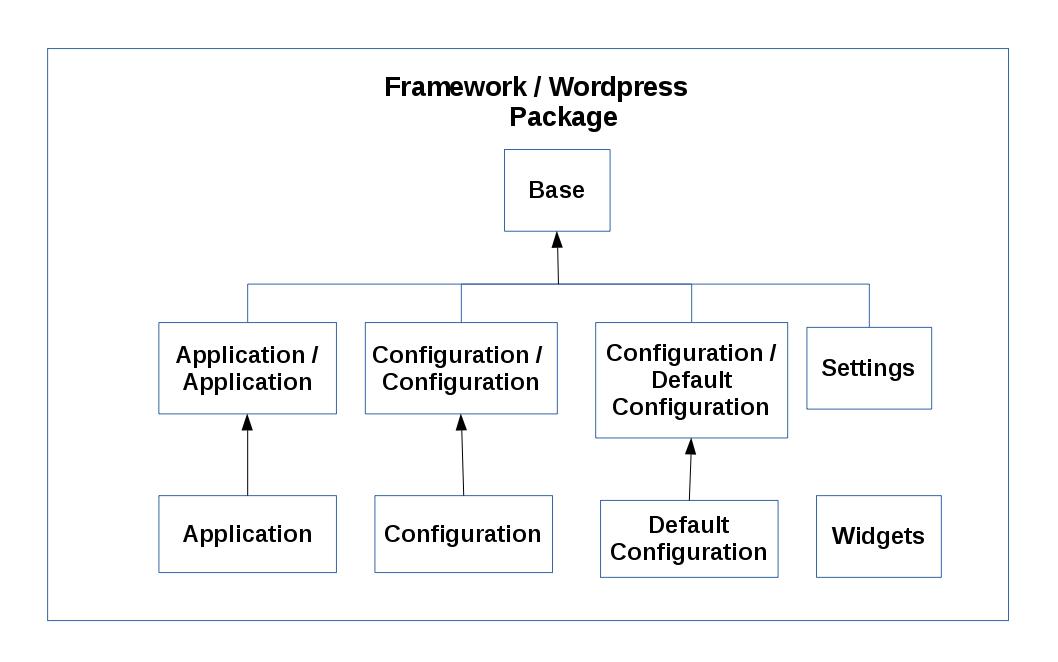 Framework / Wordpress
Package
Base
Application /
Application
Configuration /
Configuration
Configuration /
Default
Configuration
Settings
Application
Configuration
Default
Configuration
Widgets